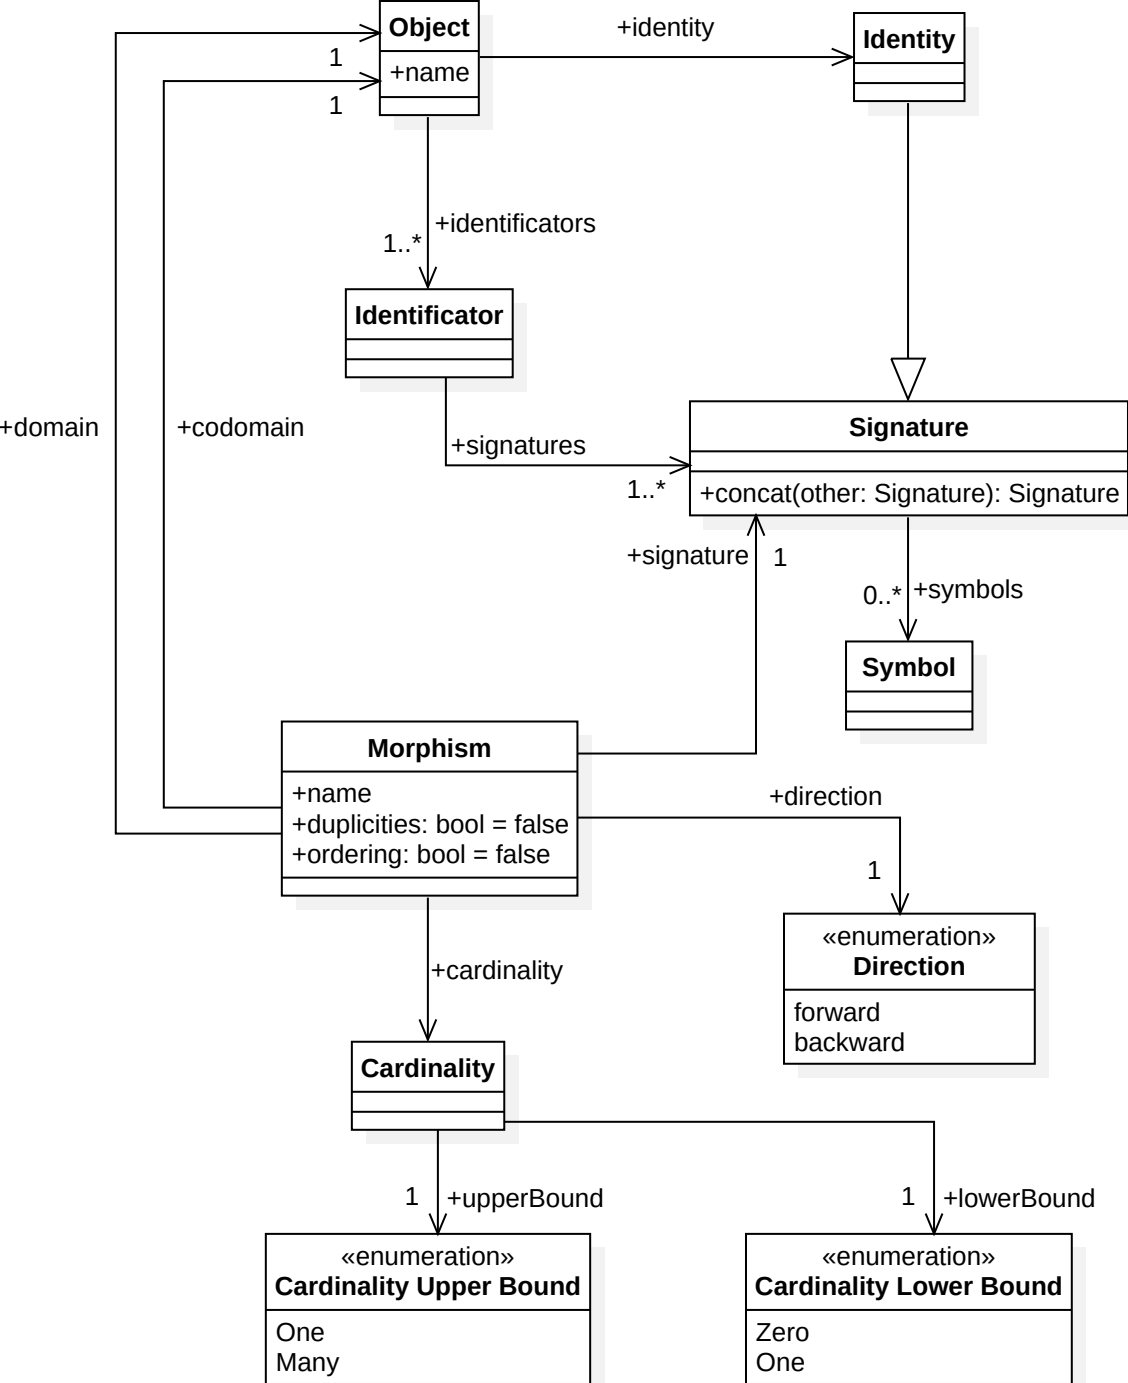 Object
+name
+identity
Identity
1
1
+identificators
1..*
Identificator
+domain
+codomain
+signatures
1..*
Signature
+concat(other: Signature): Signature
+signature
1
0..*
+symbols
Symbol
Morphism
+name
+duplicities: bool = false
+ordering: bool = false
+direction
1
«enumeration»
Direction
forward
backward
+cardinality
Cardinality
1
+upperBound
1
+lowerBound
«enumeration»
Cardinality Upper Bound
One
Many
«enumeration»
Cardinality Lower Bound
Zero
One